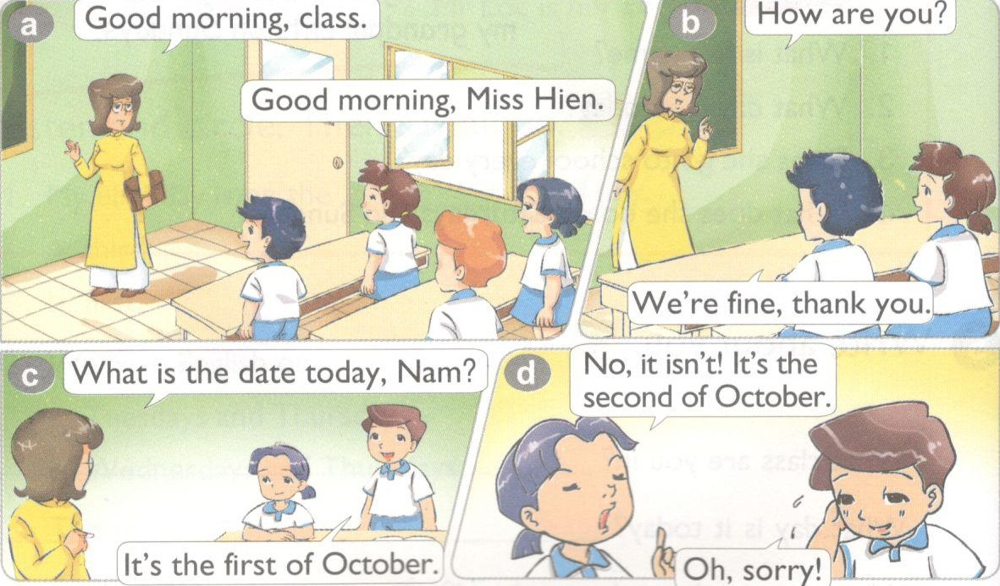 a
Good morning, class.
Good morning, Miss Hien.
b
How are you?
We're fine, thank you.
c
What is the date today, Nam?
It's the first of October.
d
No, it isn't! It's the
second of October.
Oh, sorry!